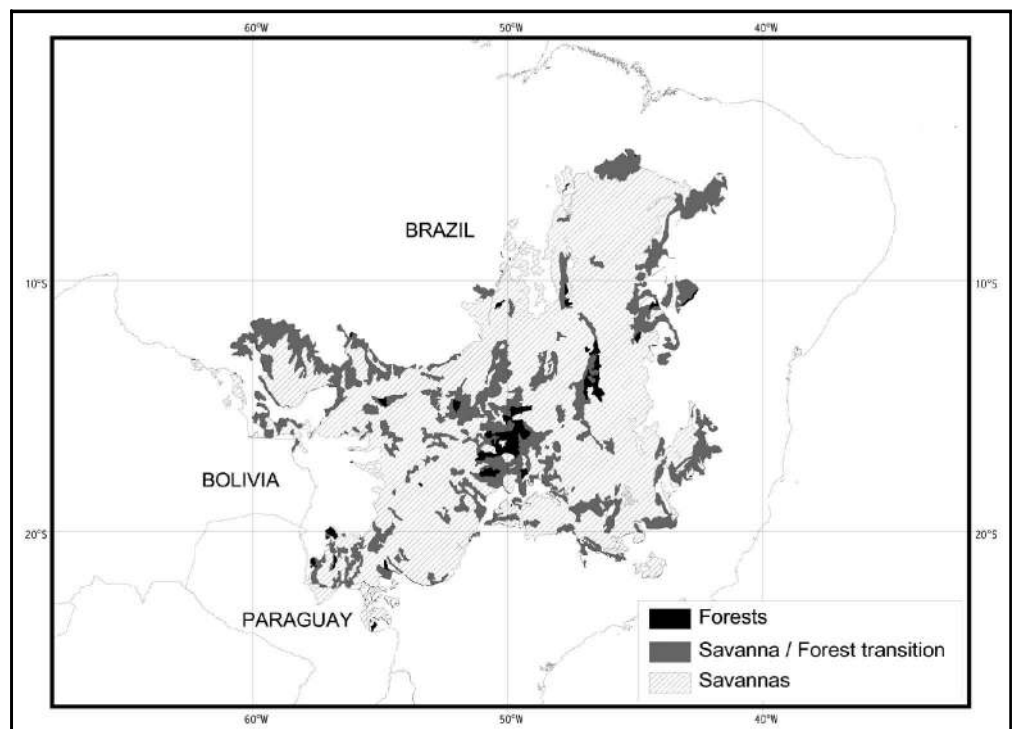 60°W 50°W 40°W
BRAZIL
10°S 10°S
BOLIVIA
20°S 20°S
PARAGUAY
Forests
Savanna / Forest transition
Savannas
60°W 50°W 40°W